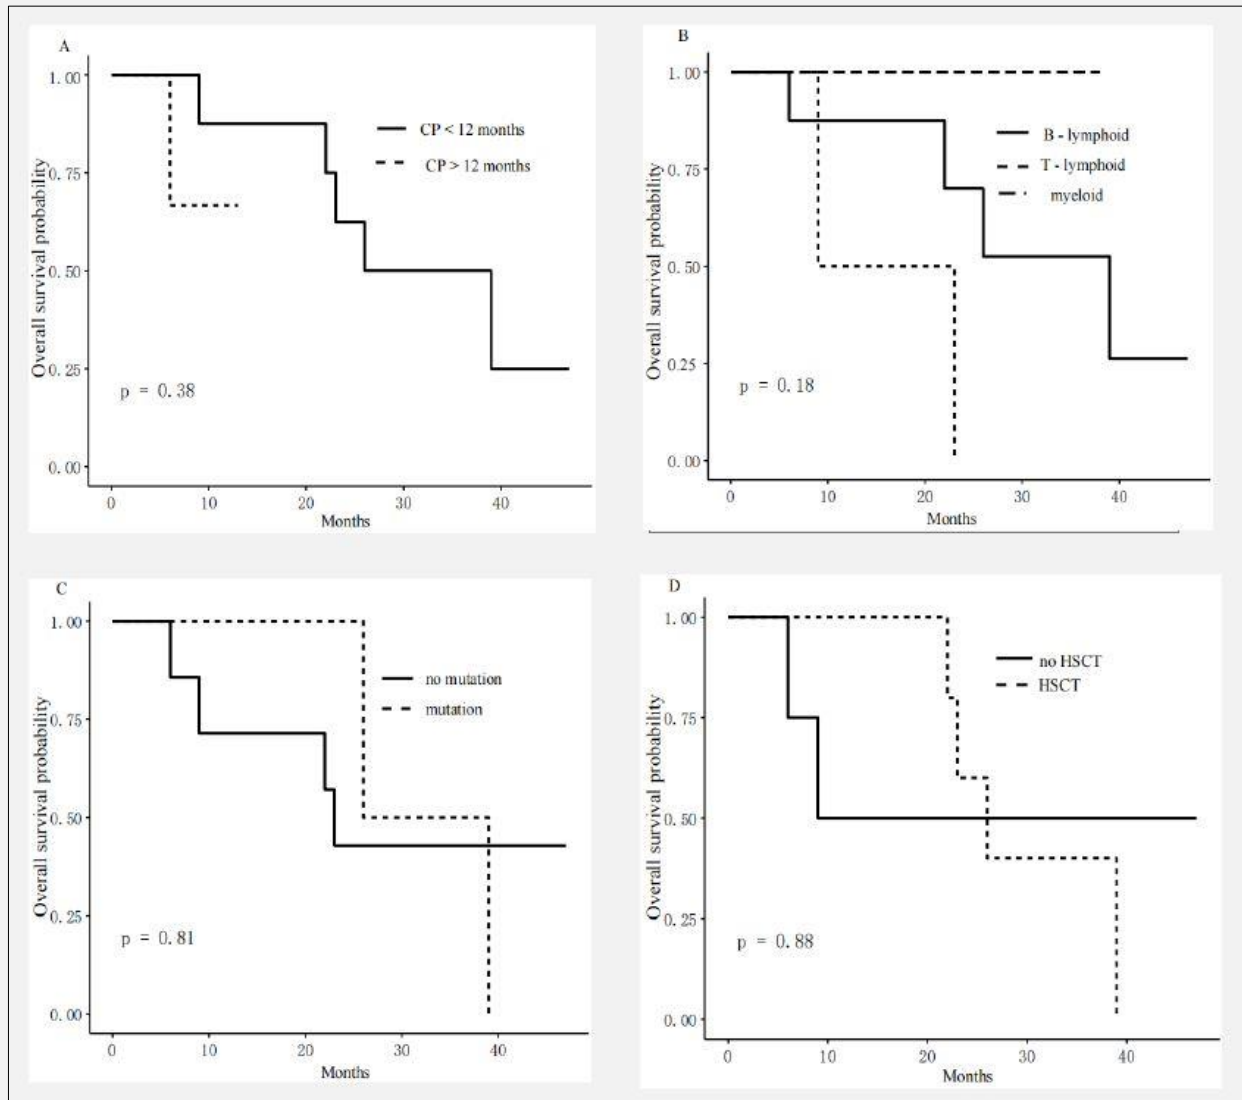 A
Overall survival probability
1. 00
0. 75
0. 50
0. 25
0. 00
CP < 12 months
CP > 12 months
p = 0.38
0 10 20 30 40
Months
B
Overall survival probability
1. 00
0. 75
0. 50
0. 25
0. 00
B - lymphoid
T - lymphoid
myeloid
p = 0.18
0 10 20 30 40
Months
C
Overall survival probability
1. 00
0. 75
0. 50
0. 25
0. 00
no mutation
mutation
p = 0.81
0 10 20 30 40
Months
D
Overall survival probability
1. 00
0. 75
0. 50
0. 25
0. 00
no HSCT
HSCT
p = 0.88
0 10 20 30 40
Months